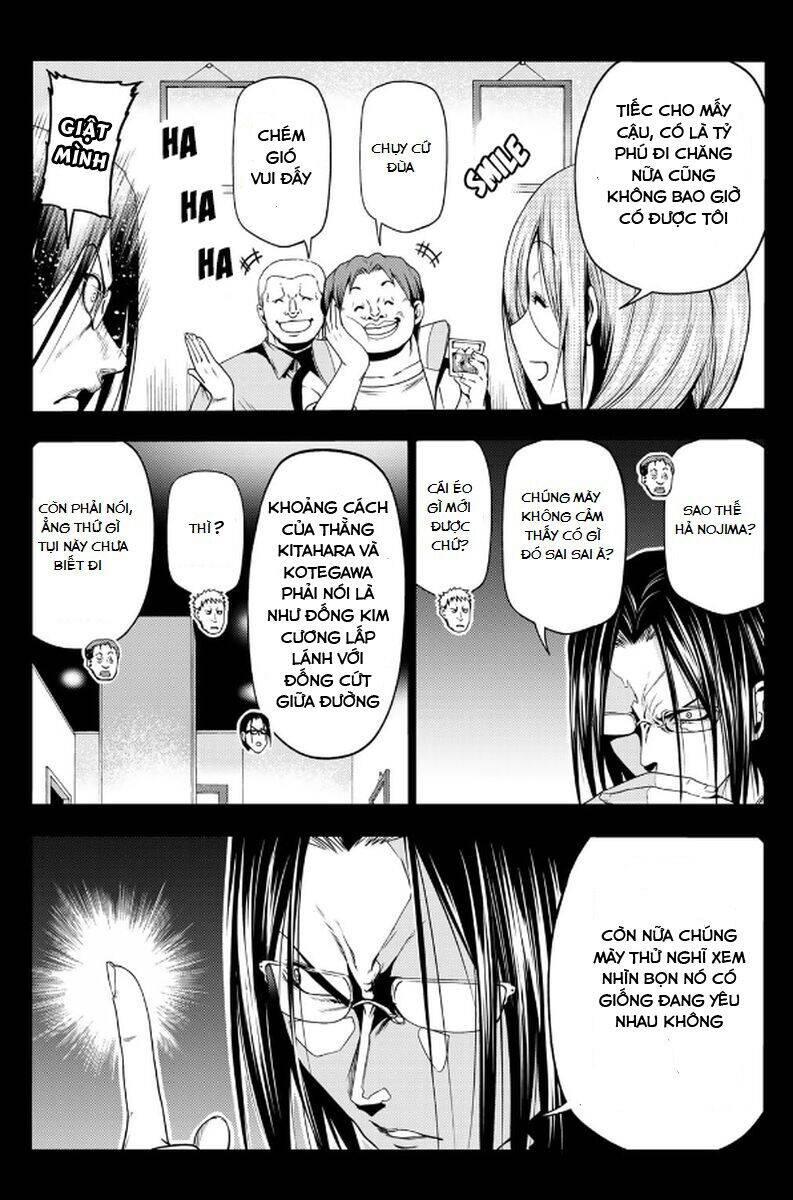 TIẾC CHO MẤY
CẬU, CÓ LÀ TỶ
PHÚ ĐI CHĂNG
NỮA CŨNG
KHÔNG BAO GIỜ
CÓ ĐƯỢC TÔI
SMILE
CHỤY CỨ
ĐÙA
CHÉM
GIÓ
VUI ĐẤY
HA
HA
HA
GIẬT
MÌNH
SAO THẾ
HẢ NOJIMA?
CHÚNG MÀY
KHÔNG CẢM
THẤY CÓ GÌ
ĐÓ SAI SAI À?
CÁI ÉO
GÌ MỚI
ĐƯỢC
CHỨ?
KHOẢNG CÁCH
CỦA THẰNG
KITAHARA VÀ
KOTEGAWA
PHẢI NÓI LÀ
NHƯ ĐỐNG KIM
CƯƠNG LẤP
LÁNH VỚI
ĐỐNG CỨT
GIỮA ĐƯỜNG
THÌ?
CÒN PHẢI NÓI,
ẲNG THỨ GÌ
TỤI NÀY CHƯA
BIẾT ĐI
CÒN NỮA CHÚNG
MÀY THỬ NGHĨ XEM
NHÌN BỌN NÓ CÓ
GIỐNG ĐANG YÊU
NHAU KHÔNG